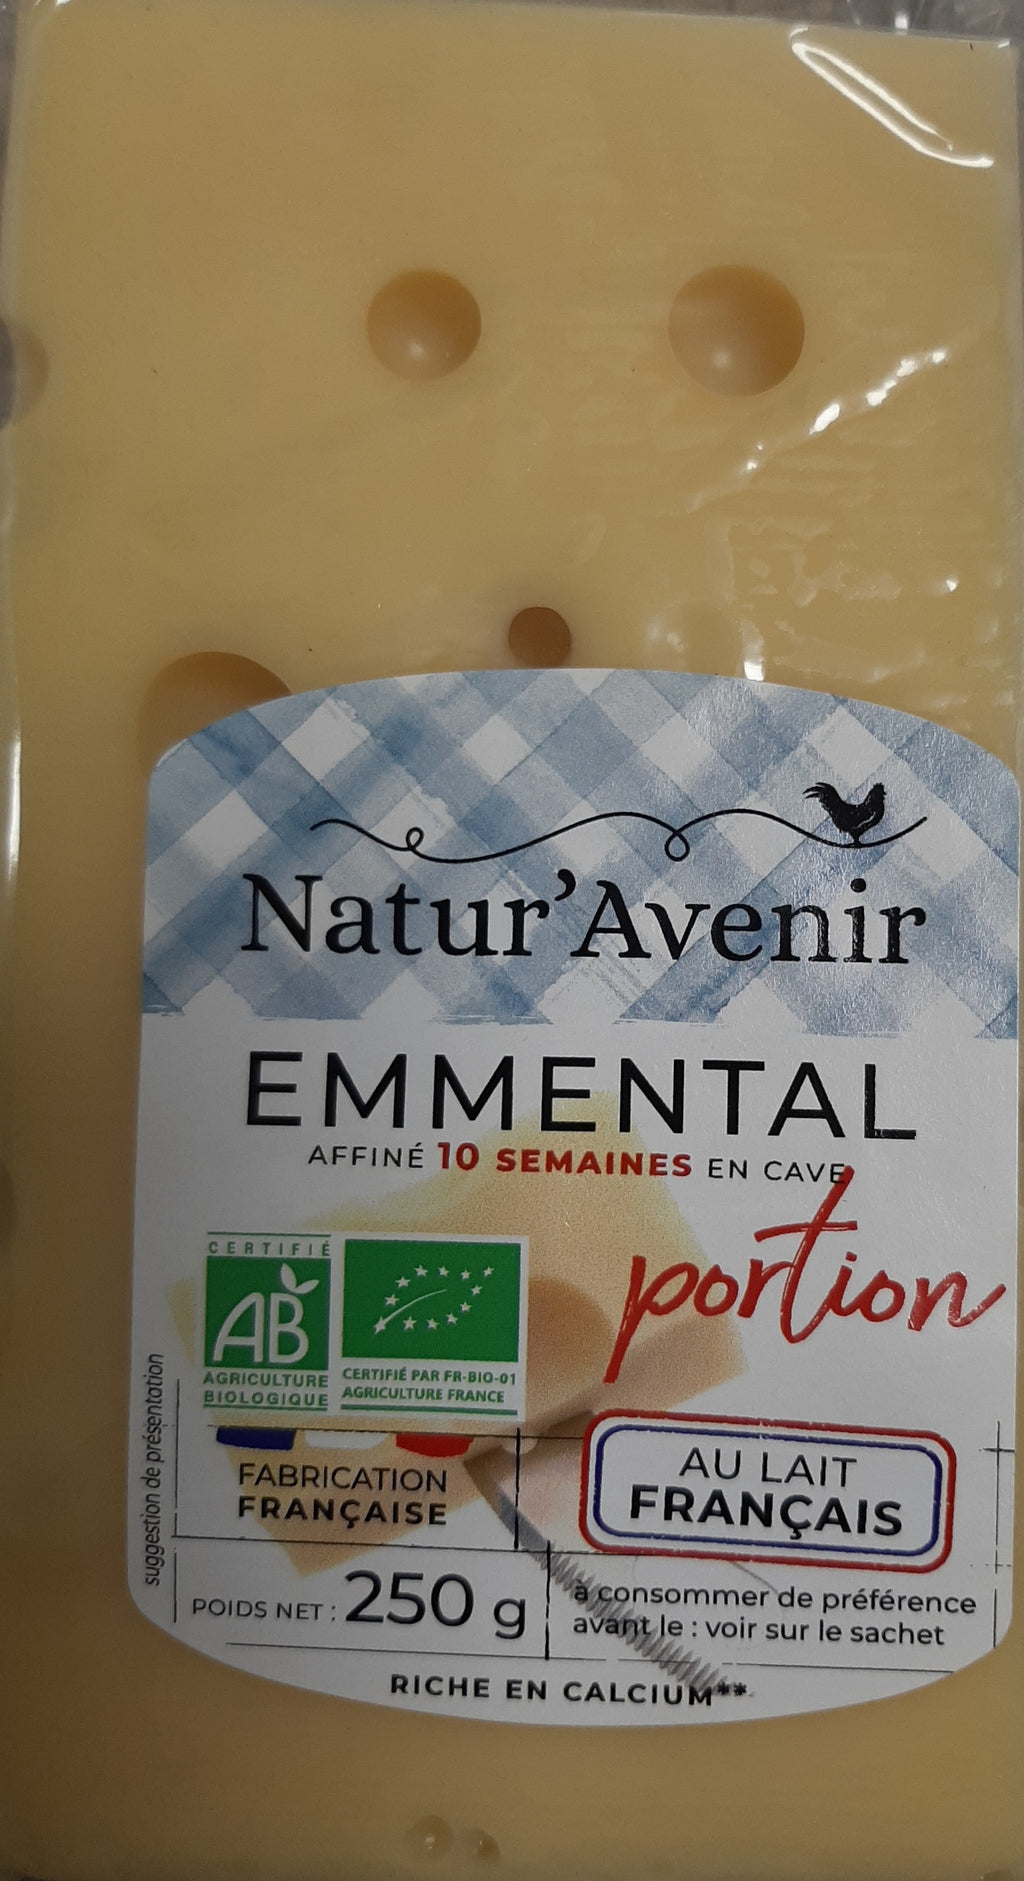 Natur'Avenir
EMMENTAL
AFFINÉ 10 SEMAINES EN CAVE
portion
CERTIFIÉ
AB
AGRICULTURE
BIOLOGIQUE
CERTIFIÉ PAR FR-BIO-01
AGRICULTURE FRANCE
suggestion de présentation
FABRICATION
FRANÇAISE
AU LAIT
FRANÇAIS
POIDS NET : 250 g
à consommer de préférence
avant le : voir sur le sachet
RICHE EN CALCIUM**